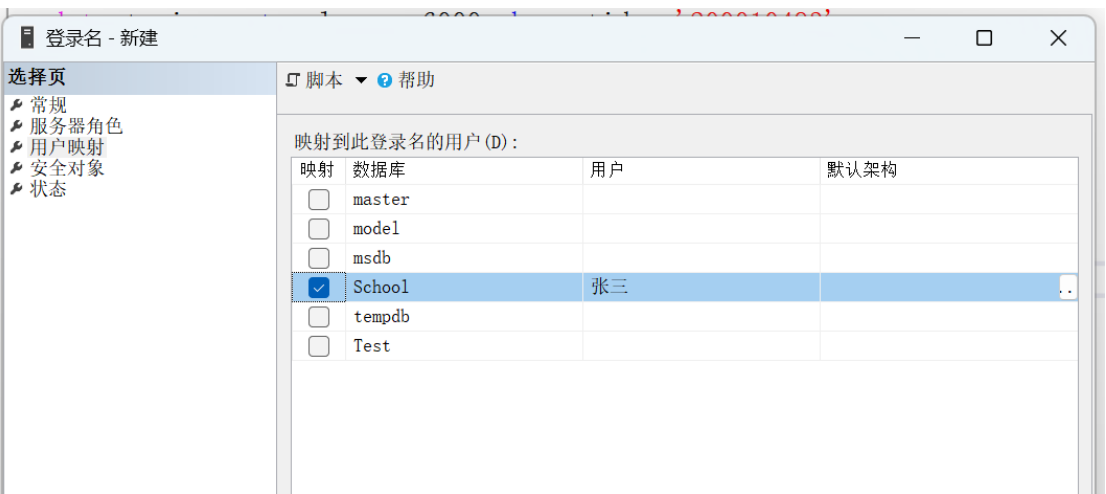 登录名 - 新建
选择页
常规
服务器角色
用户映射
安全对象
状态
脚本 帮助
映射到此登录名的用户(D):
映射 数据库 用户 默认架构
master
model
msdb
School 张三 ..
tempdb
Test